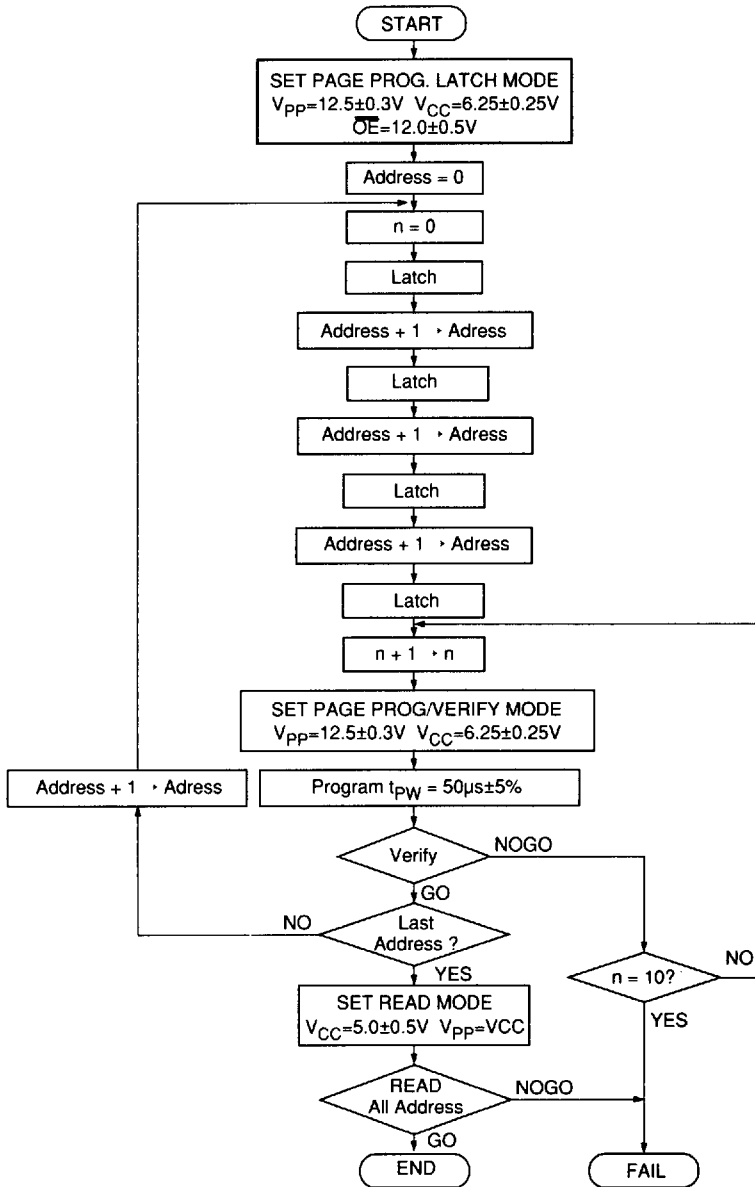 START
SET PAGE PROG. LATCH MODE
VPP=12.5±0.3V VCC=6.25±0.25V
O̅E̅=12.0±0.5V
Address = 0
n = 0
Latch
Address + 1 → Adress
Latch
Address + 1 → Adress
Latch
Address + 1 → Adress
Latch
n + 1 → n
SET PAGE PROG/VERIFY MODE
VPP=12.5±0.3V VCC=6.25±0.25V
Address + 1 → Adress
Program tPW = 50µs±5%
Verify
NOGO
GO
NO
Last
Address ?
YES
n = 10?
NO
YES
SET READ MODE
VCC=5.0±0.5V VPP=VCC
READ
All Address
NOGO
GO
END
FAIL